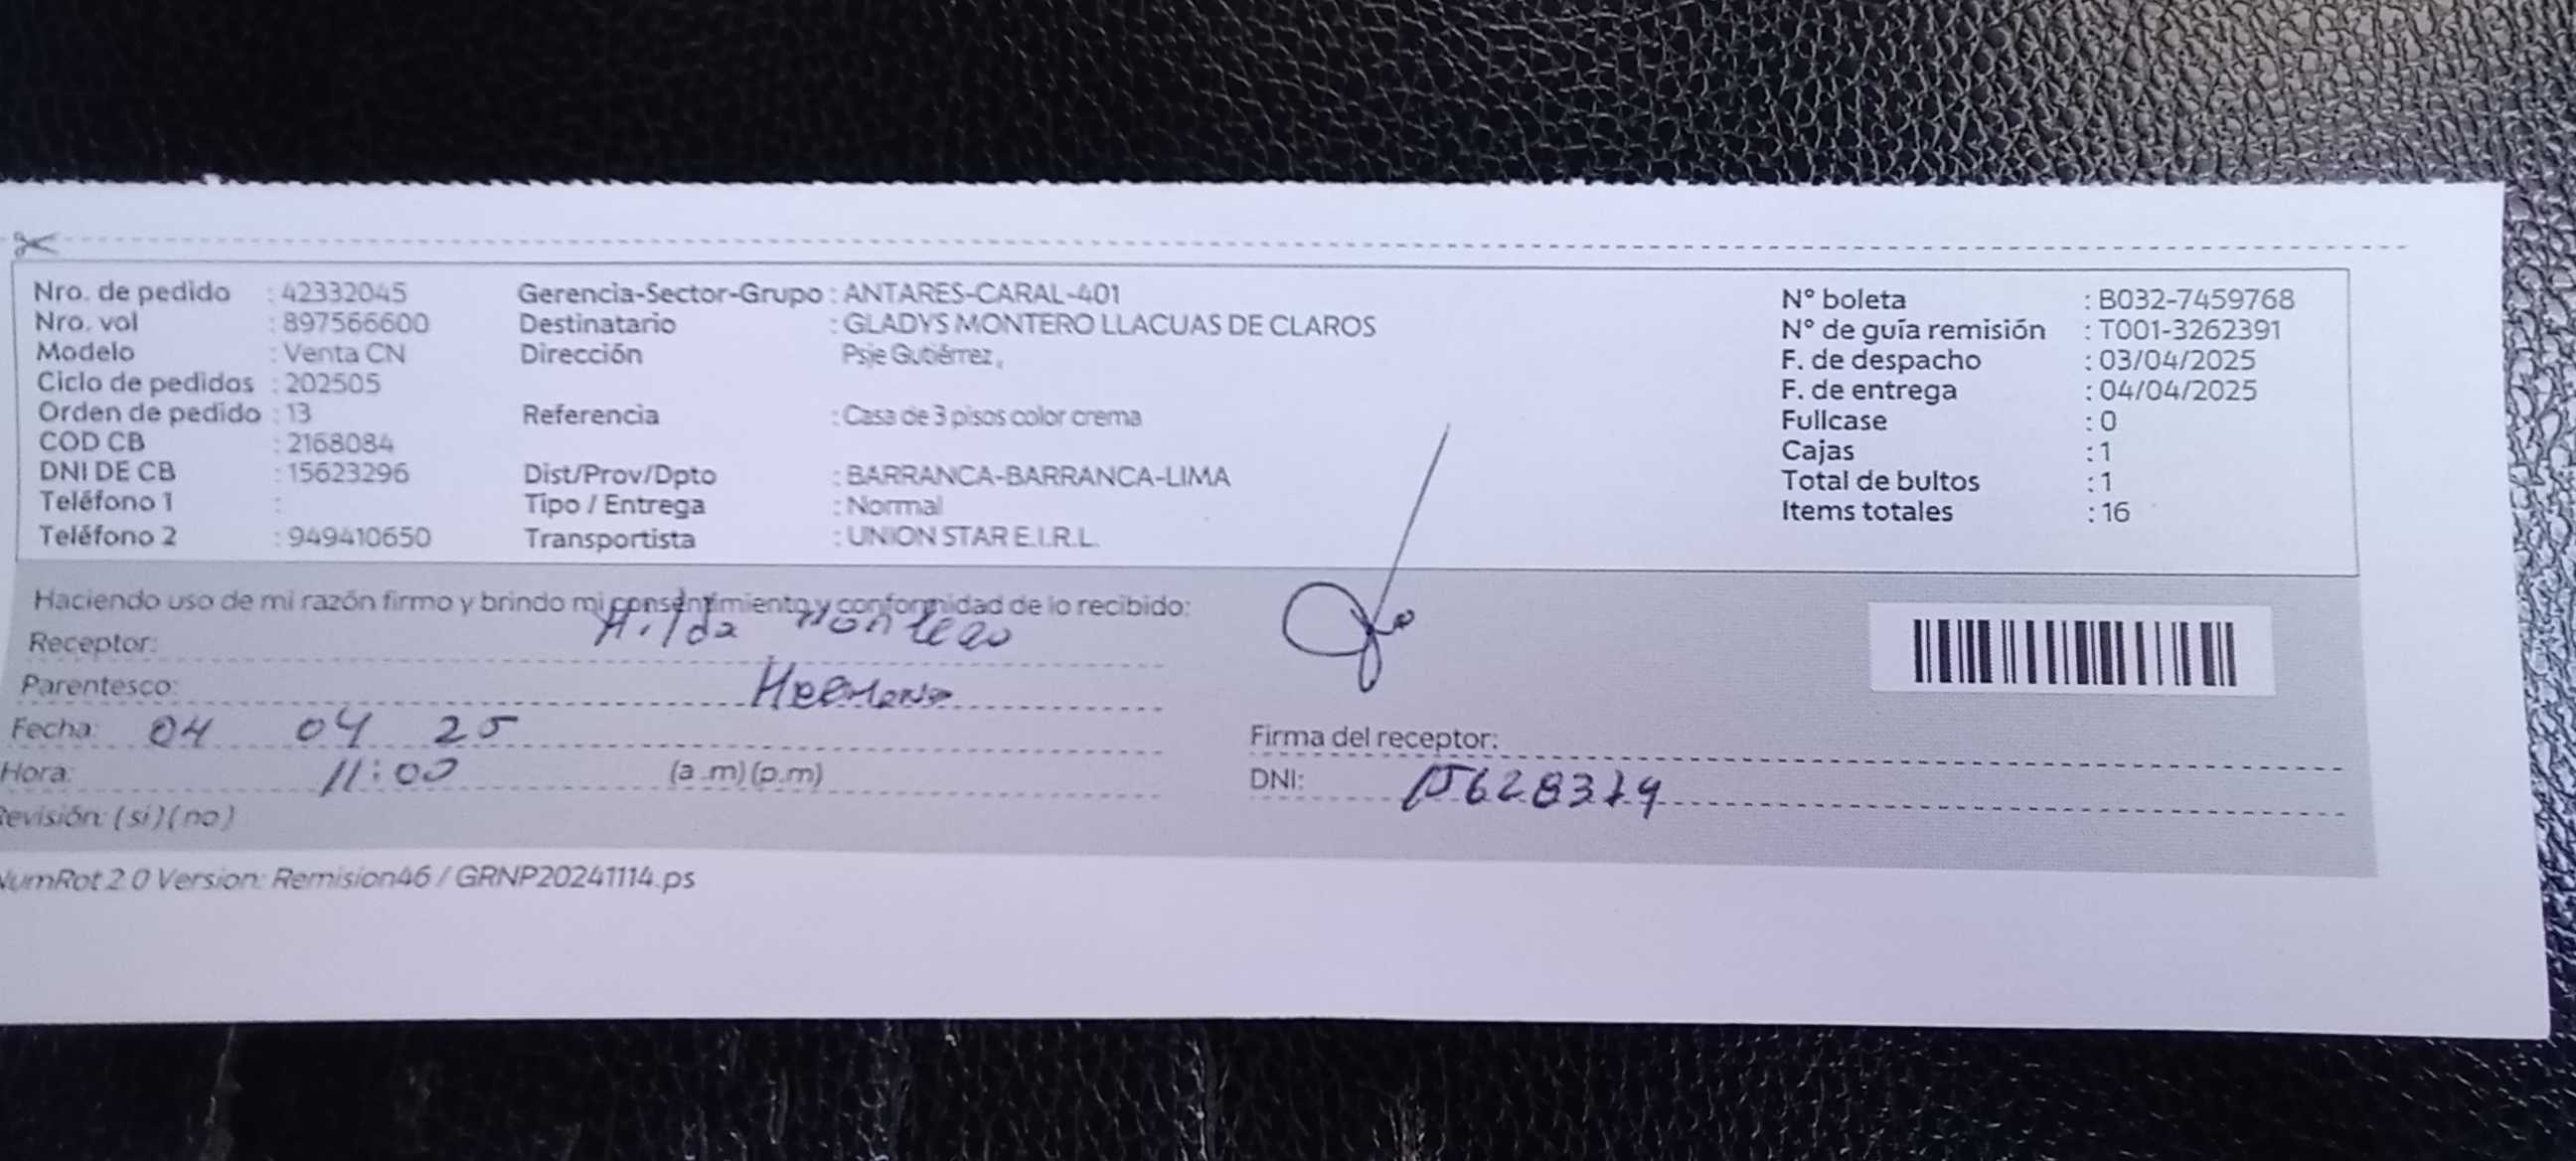 Nro. de pedido : 42332045 Gerencia-Sector-Grupo : ANTARES-CARAL-401 N° boleta : B032-7459768
Nro. vol : 897566600 Destinatario : GLADYS MONTERO LLACUAS DE CLAROS N° de guía remisión : T001-3262391
Modelo : Venta CN Dirección Psje Gutiérrez , F. de despacho : 03/04/2025
Ciclo de pedidos : 202505 F. de entrega : 04/04/2025
Orden de pedido : 13 Referencia : Casa de 3 pisos color crema Fullcase : 0
COD CB : 2168084 Cajas : 1
DNI DE CB : 15623296 Dist/Prov/Dpto : BARRANCA-BARRANCA-LIMA Total de bultos : 1
Teléfono 1 : Tipo / Entrega : Normal Items totales : 16
Teléfono 2 : 949410650 Transportista : UNION STAR E.I.R.L.
Haciendo uso de mi razón firmo y brindo mi consentimiento y conformidad de lo recibido:
Receptor: Hilda Montero
Parentesco: Hermana
Fecha: 04 04 25 Firma del receptor:
Hora: 11:00 (a .m) (p.m) DNI:
Revisión: ( si ) ( no )
NumRot 2.0 Version: Remision46 / GRNP20241114.ps